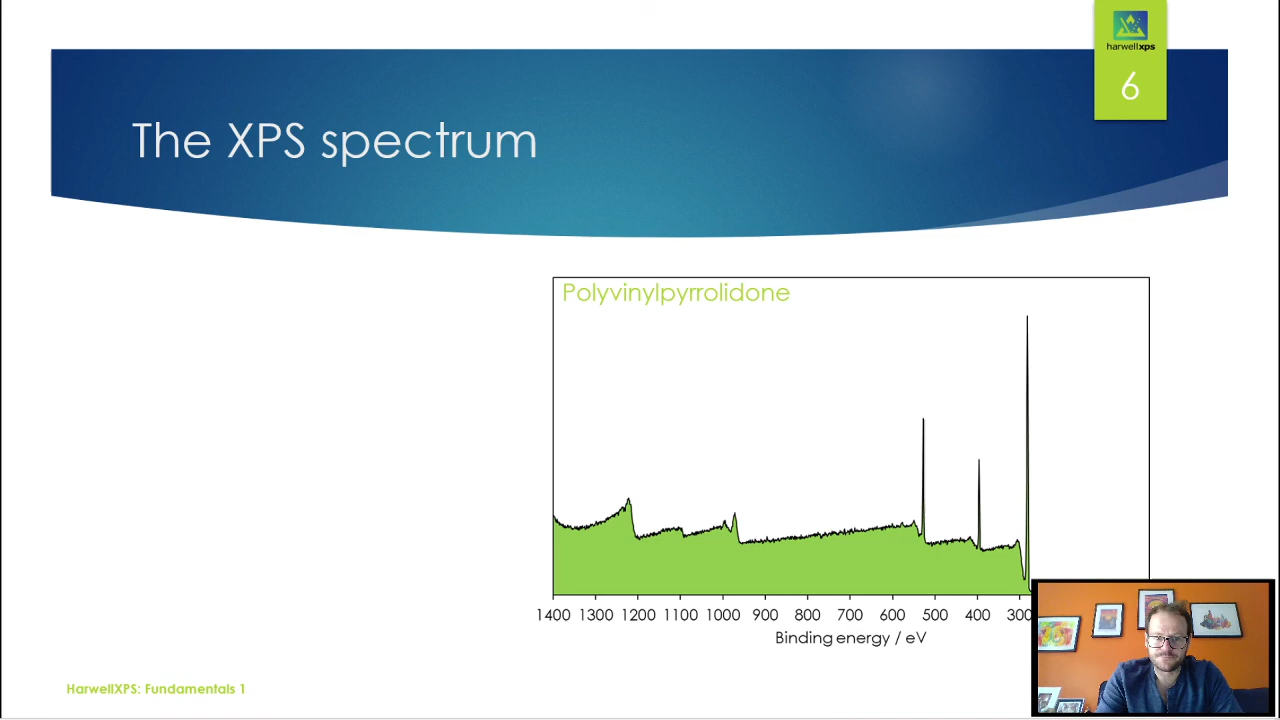 harwellxps
6
The XPS spectrum
Polyvinylpyrrolidone
1400 1300 1200 1100 1000 900 800 700 600 500 400 300
Binding energy / eV
HarwellXPS: Fundamentals 1